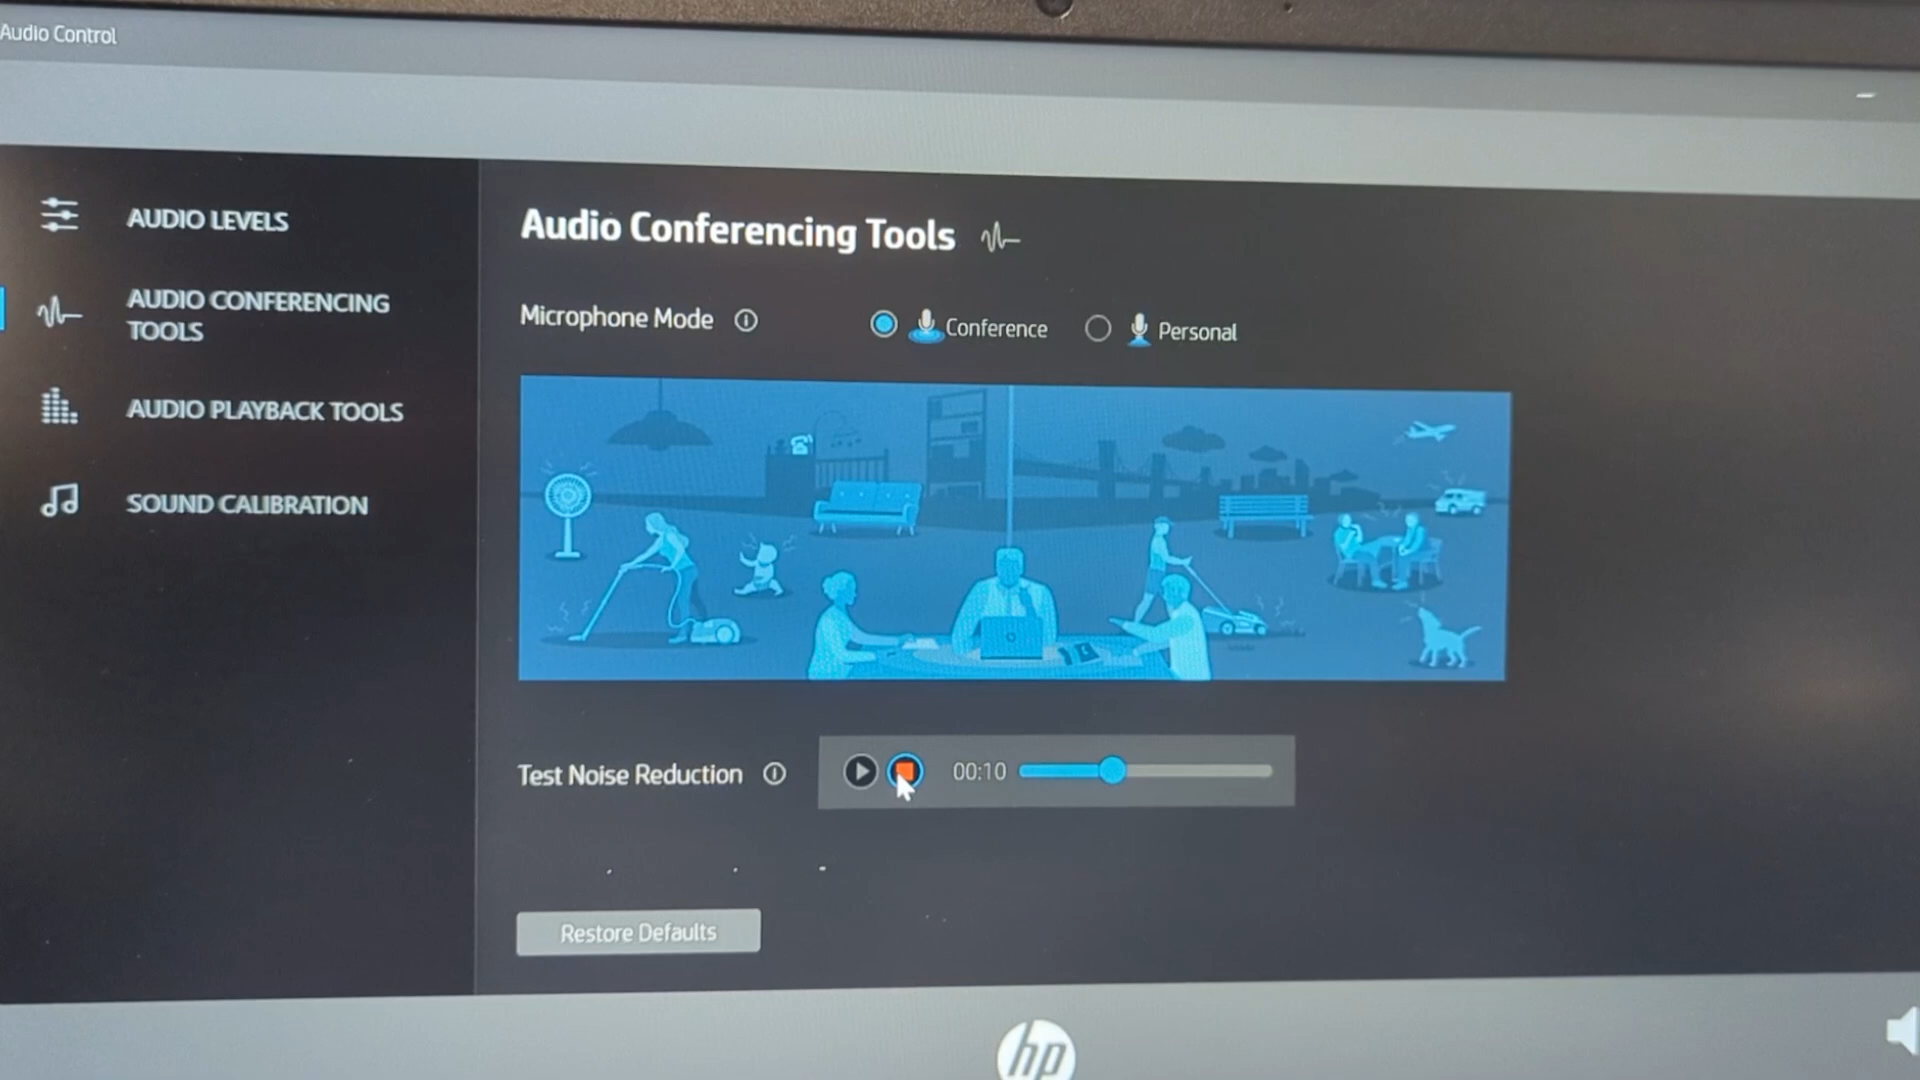 Audio Control
AUDIO LEVELS
AUDIO CONFERENCING
TOOLS
AUDIO PLAYBACK TOOLS
SOUND CALIBRATION
Audio Conferencing Tools
Microphone Mode
Conference
Personal
Test Noise Reduction
00:10
Restore Defaults
hp